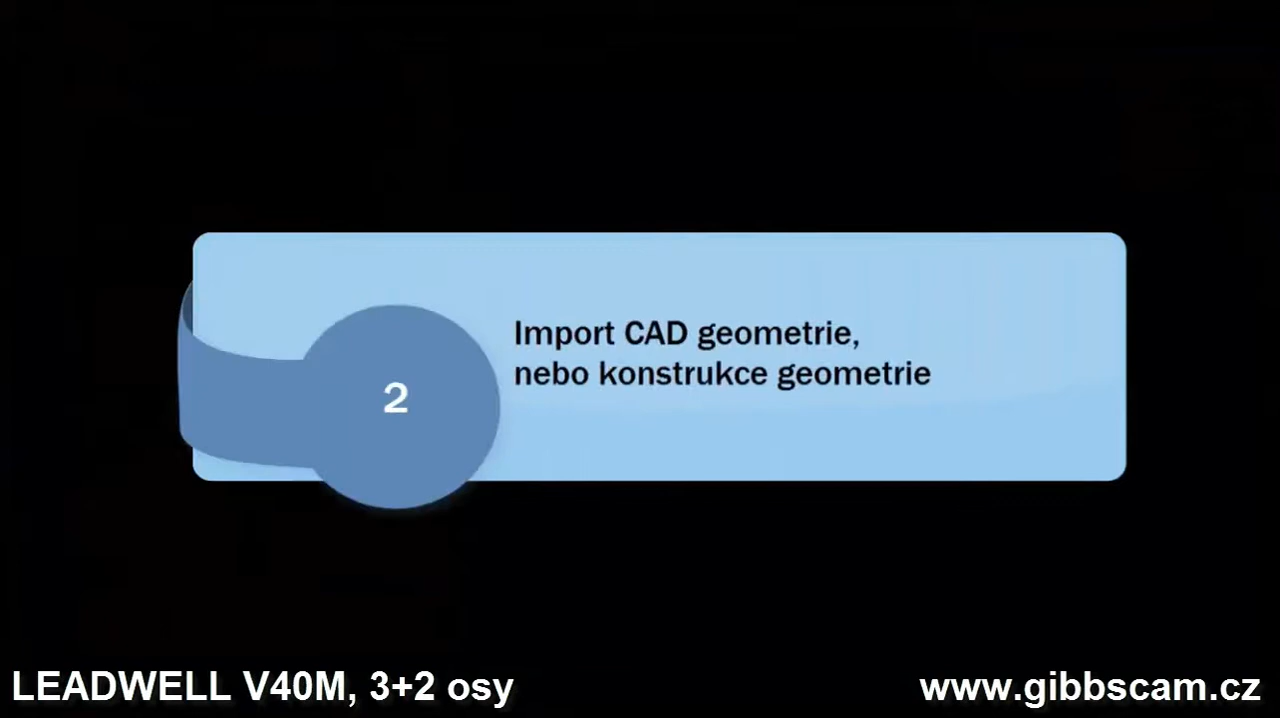 2
Import CAD geometrie,
nebo konstrukce geometrie
LEADWELL V40M, 3+2 osy
www.gibbscam.cz